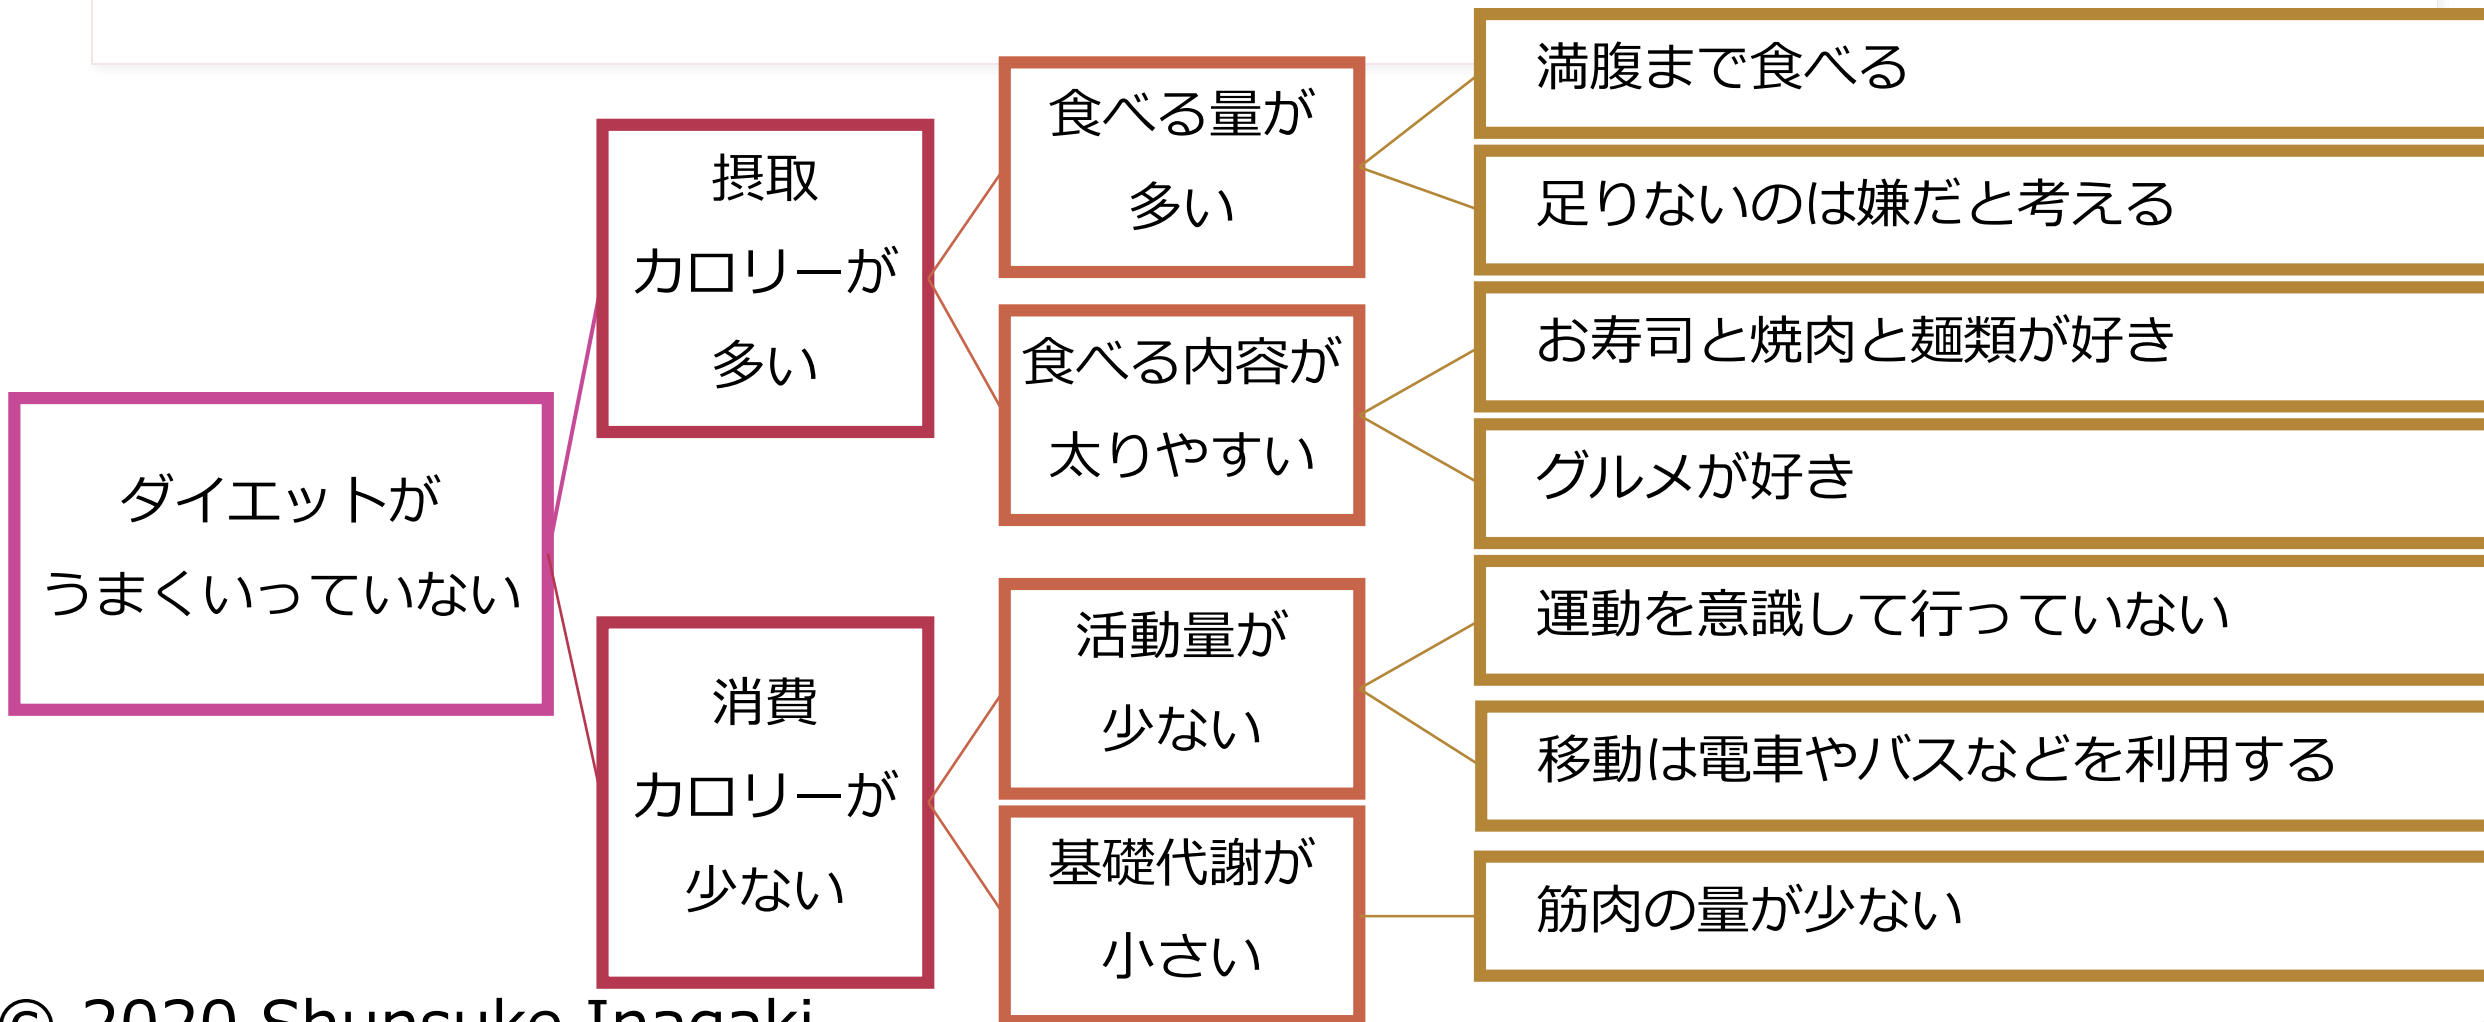 ダイエットが
うまくいっていない
摂取
カロリーが
多い
食べる量が
多い
満腹まで食べる
足りないのは嫌だと考える
食べる内容が
太りやすい
お寿司と焼肉と麺類が好き
グルメが好き
消費
カロリーが
少ない
活動量が
少ない
運動を意識して行っていない
移動は電車やバスなどを利用する
基礎代謝が
小さい
筋肉の量が少ない
© 2020 Shunsuke Inagaki